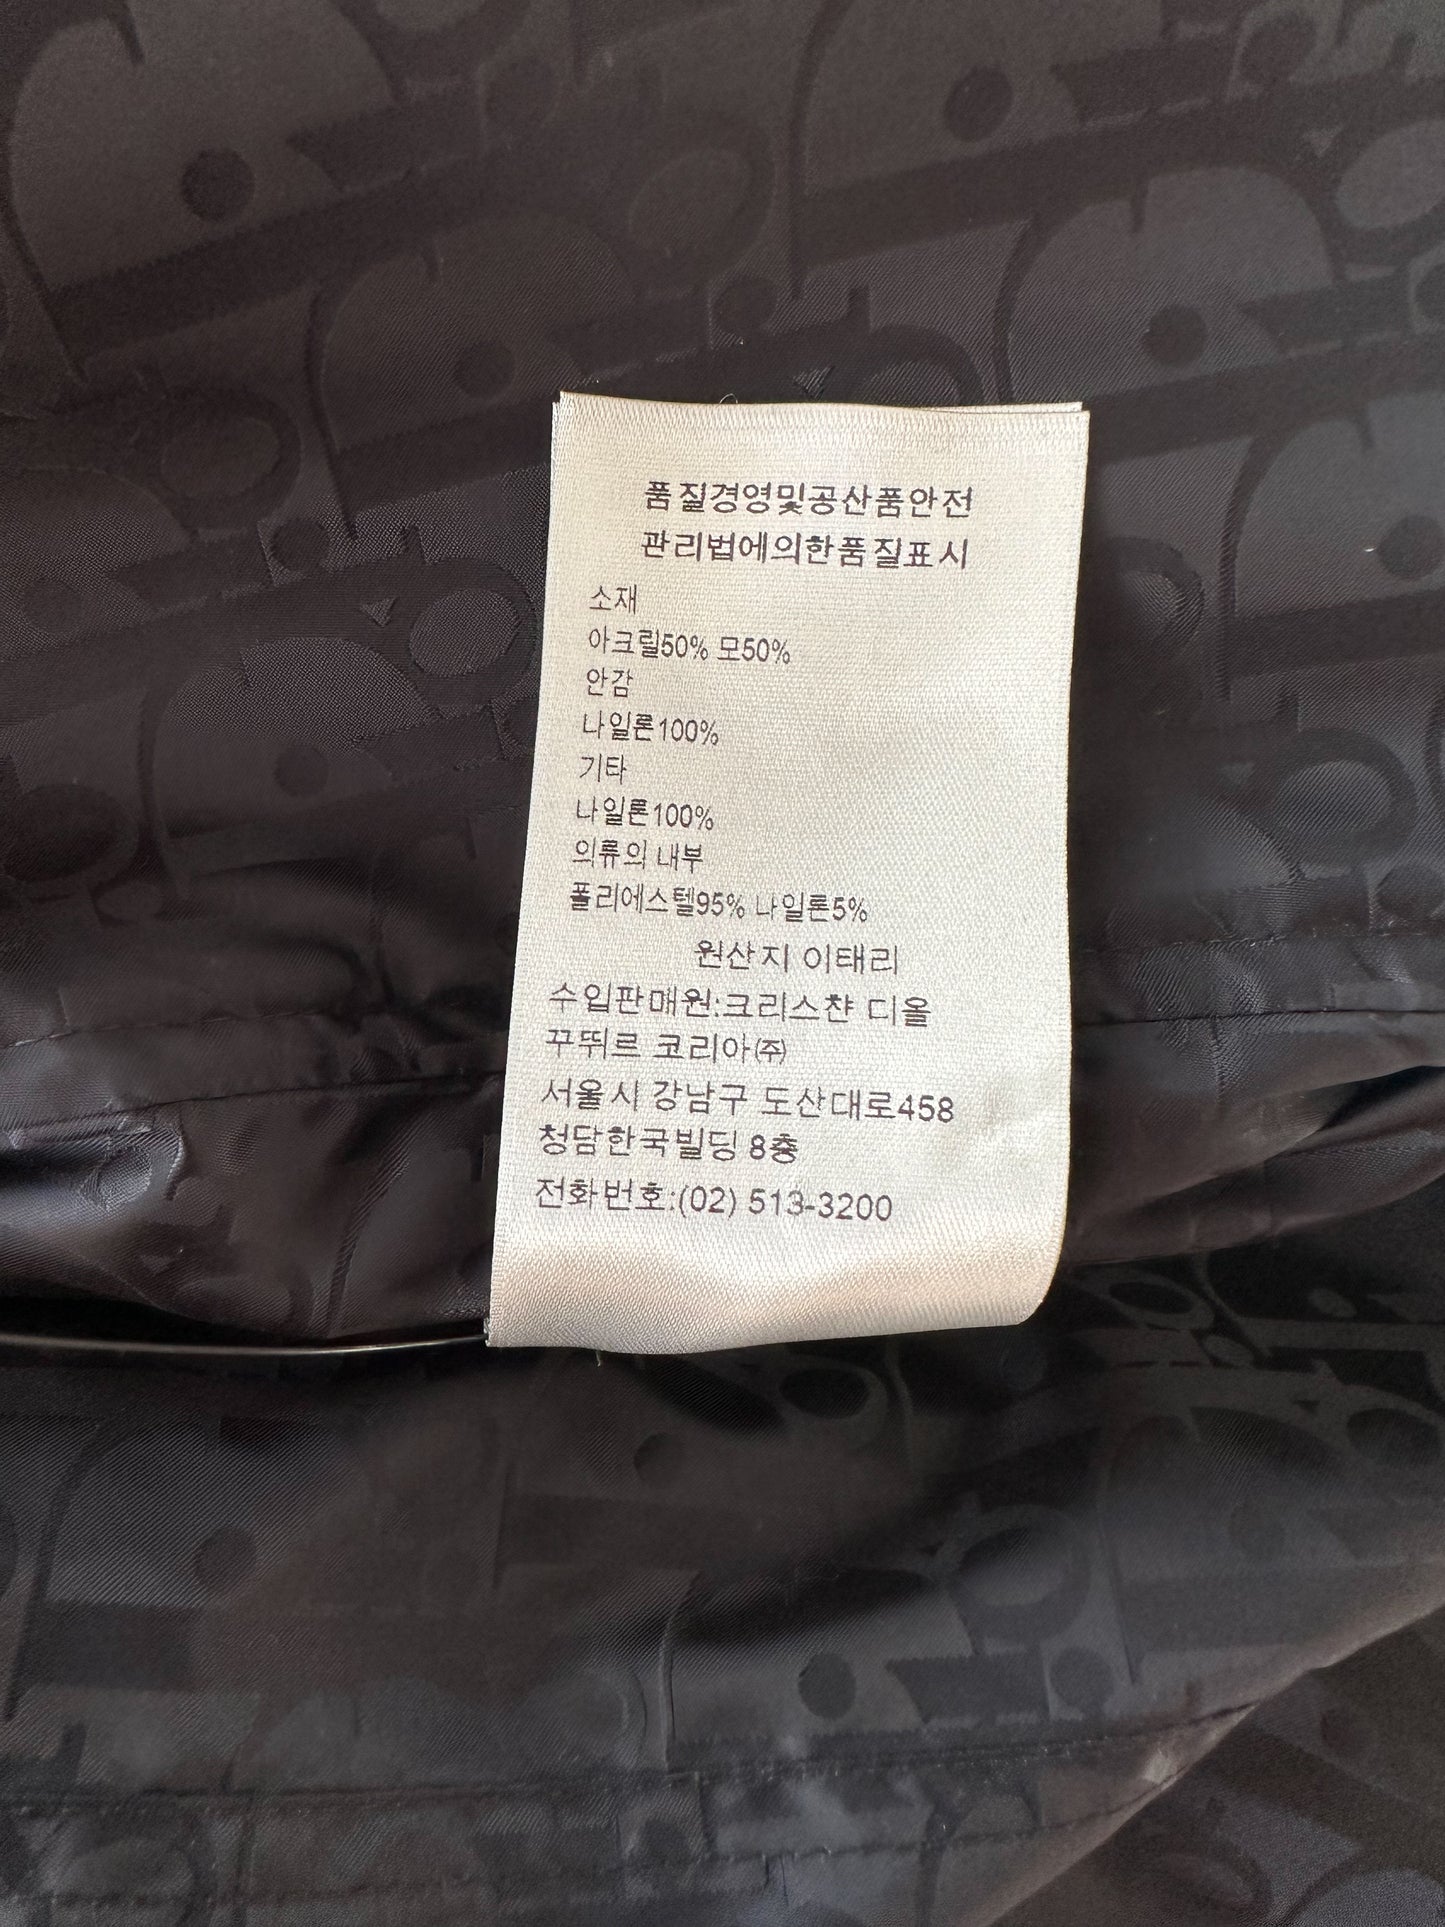 품질경영및공산품안전
관리법에의한품질표시
소재
아크릴50% 모50%
안감
나일론100%
기타
나일론100%
의류의 내부
폴리에스텔95% 나일론5%
원산지 이태리
수입판매원:크리스챤 디올
꾸뛰르 코리아㈜
서울시 강남구 도산대로458
청담한국빌딩 8층
전화번호:(02) 513-3200